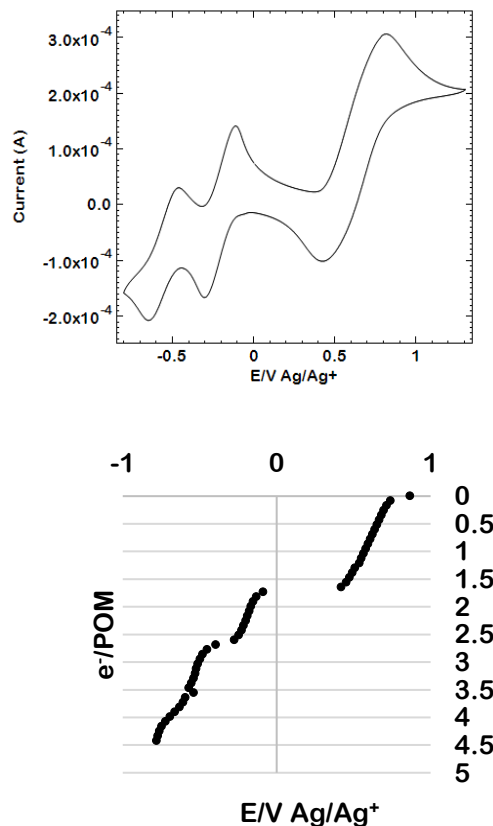 3.0x10⁻⁴
2.0x10⁻⁴
1.0x10⁻⁴
0.0
-1.0x10⁻⁴
-2.0x10⁻⁴
Current (A)
-0.5 0 0.5 1
E/V Ag/Ag+
-1 0 1
0
0.5
1
1.5
2
2.5
3
3.5
4
4.5
5
e⁻/POM
E/V Ag/Ag⁺